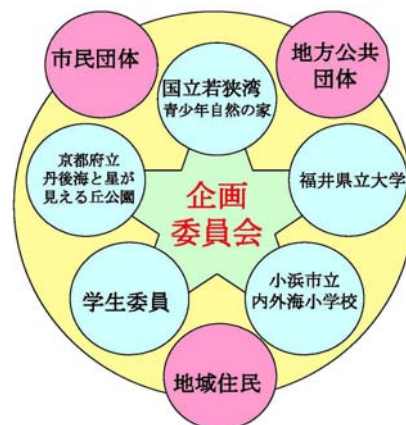 市民団体
地方公共
団体
国立若狭湾
青少年自然の家
京都府立
丹後海と星が
見える丘公園
企画
委員会
福井県立大学
学生委員
小浜市立
内外海小学校
地域住民